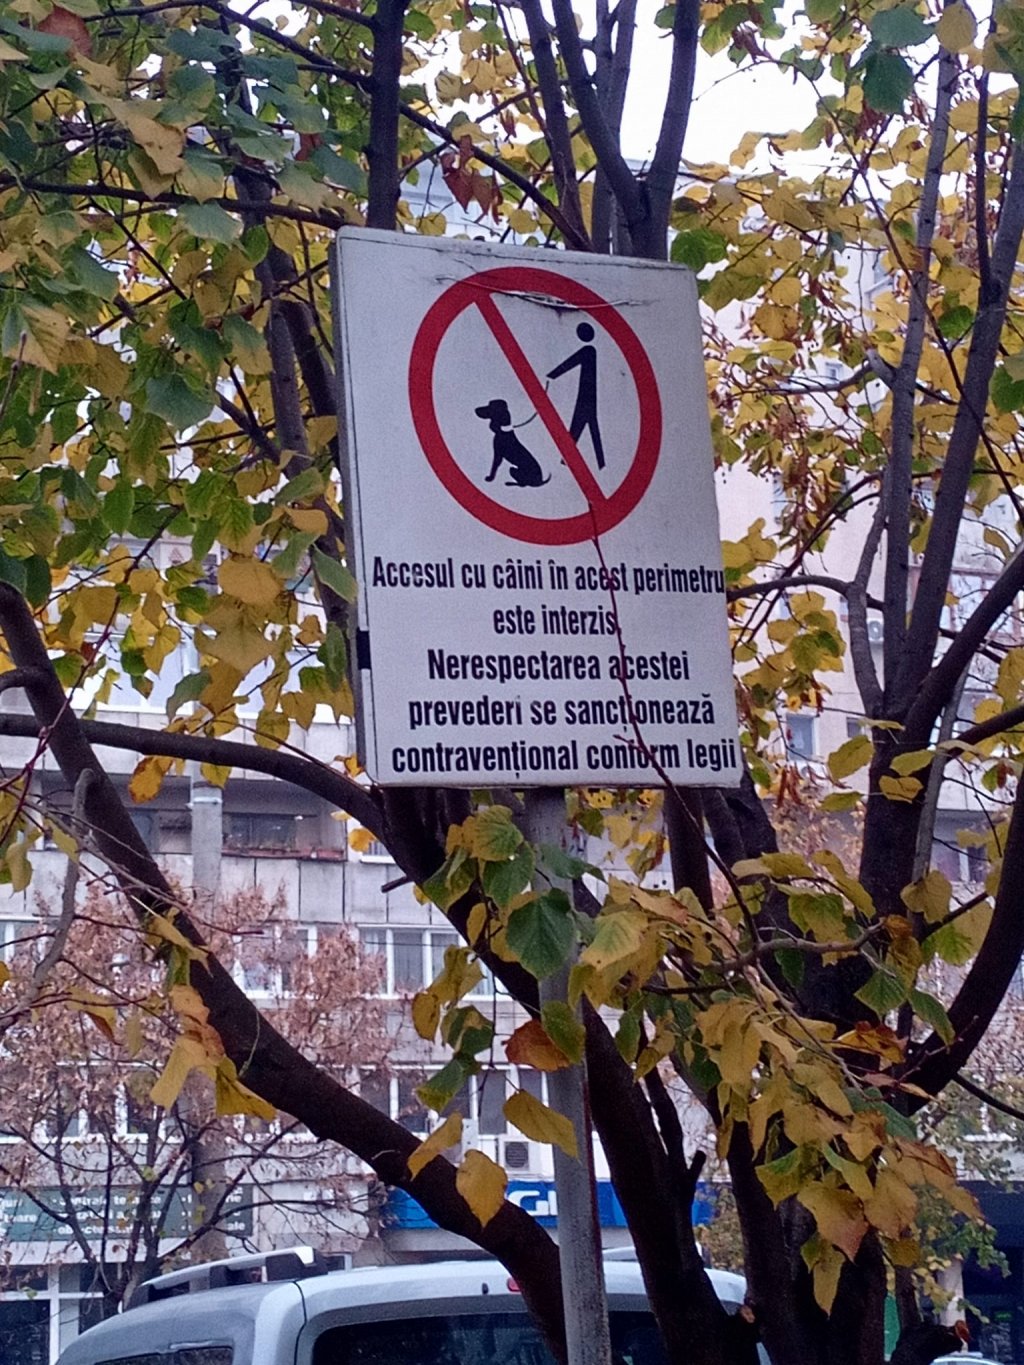 Accesul cu câini în acest perimetru
este interzis
Nerespectarea acestei
prevederi se sancționează
contravențional conform legii